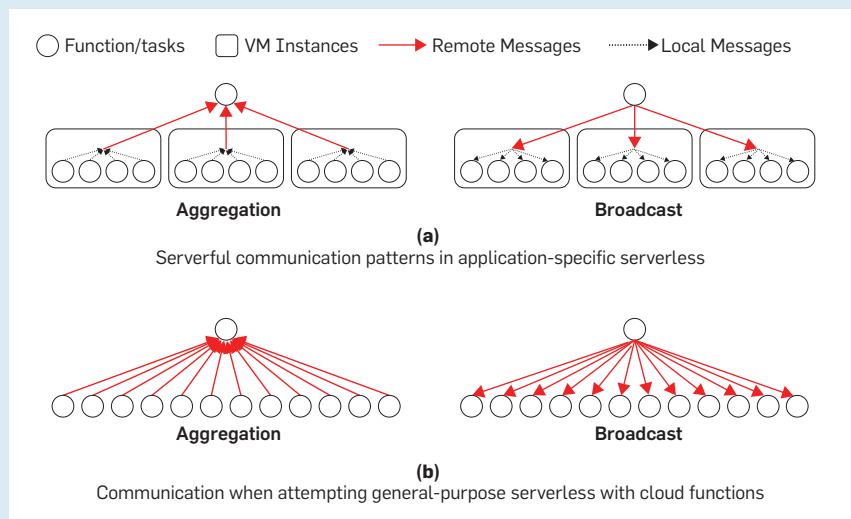 Function/tasks VM Instances Remote Messages Local Messages
Aggregation Broadcast
(a)
Serverful communication patterns in application-specific serverless
Aggregation Broadcast
(b)
Communication when attempting general-purpose serverless with cloud functions